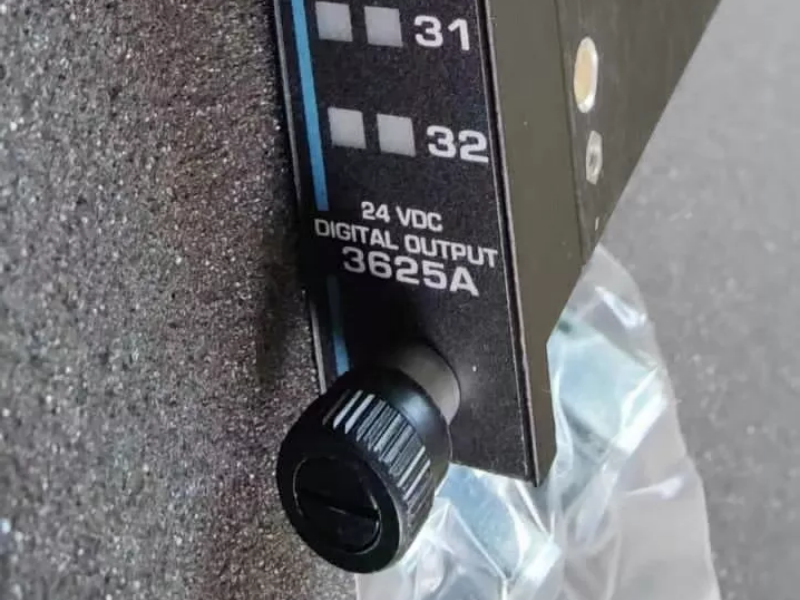 31
32
24 VDC
DIGITAL OUTPUT
3625A